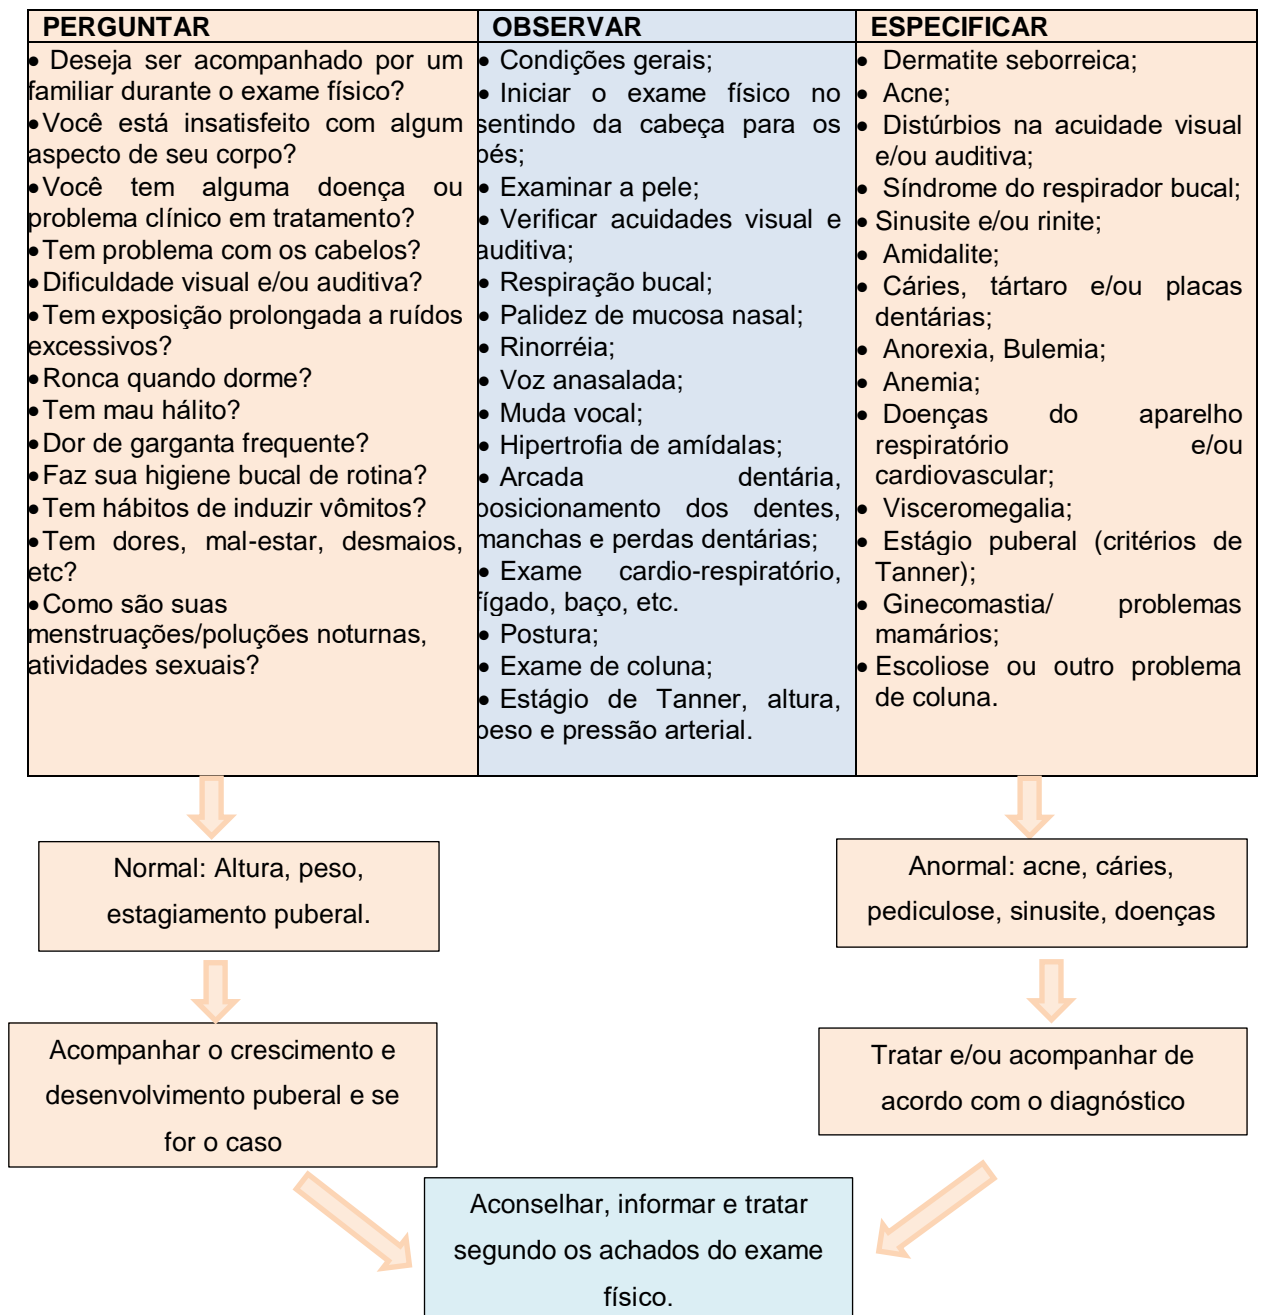 PERGUNTAR
• Deseja ser acompanhado por um
familiar durante o exame físico?
•Você está insatisfeito com algum
aspecto de seu corpo?
•Você tem alguma doença ou
problema clínico em tratamento?
•Tem problema com os cabelos?
•Dificuldade visual e/ou auditiva?
•Tem exposição prolongada a ruídos
excessivos?
•Ronca quando dorme?
•Tem mau hálito?
•Dor de garganta frequente?
•Faz sua higiene bucal de rotina?
•Tem hábitos de induzir vômitos?
•Tem dores, mal-estar, desmaios,
etc?
•Como são suas
menstruações/poluções noturnas,
atividades sexuais?
OBSERVAR
• Condições gerais;
• Iniciar o exame físico no
sentindo da cabeça para os
pés;
• Examinar a pele;
• Verificar acuidades visual e
auditiva;
• Respiração bucal;
• Palidez de mucosa nasal;
• Rinorréia;
• Voz anasalada;
• Muda vocal;
• Hipertrofia de amídalas;
• Arcada dentária,
posicionamento dos dentes,
manchas e perdas dentárias;
• Exame cardio-respiratório,
fígado, baço, etc.
• Postura;
• Exame de coluna;
• Estágio de Tanner, altura,
peso e pressão arterial.
ESPECIFICAR
• Dermatite seborreica;
• Acne;
• Distúrbios na acuidade visual
e/ou auditiva;
• Síndrome do respirador bucal;
• Sinusite e/ou rinite;
• Amidalite;
• Cáries, tártaro e/ou placas
dentárias;
• Anorexia, Bulemia;
• Anemia;
• Doenças do aparelho
respiratório e/ou
cardiovascular;
• Visceromegalia;
• Estágio puberal (critérios de
Tanner);
• Ginecomastia/ problemas
mamários;
• Escoliose ou outro problema
de coluna.
Normal: Altura, peso,
estagiamento puberal.
Anormal: acne, cáries,
pediculose, sinusite, doenças
Acompanhar o crescimento e
desenvolvimento puberal e se
for o caso
Tratar e/ou acompanhar de
acordo com o diagnóstico
Aconselhar, informar e tratar
segundo os achados do exame
físico.